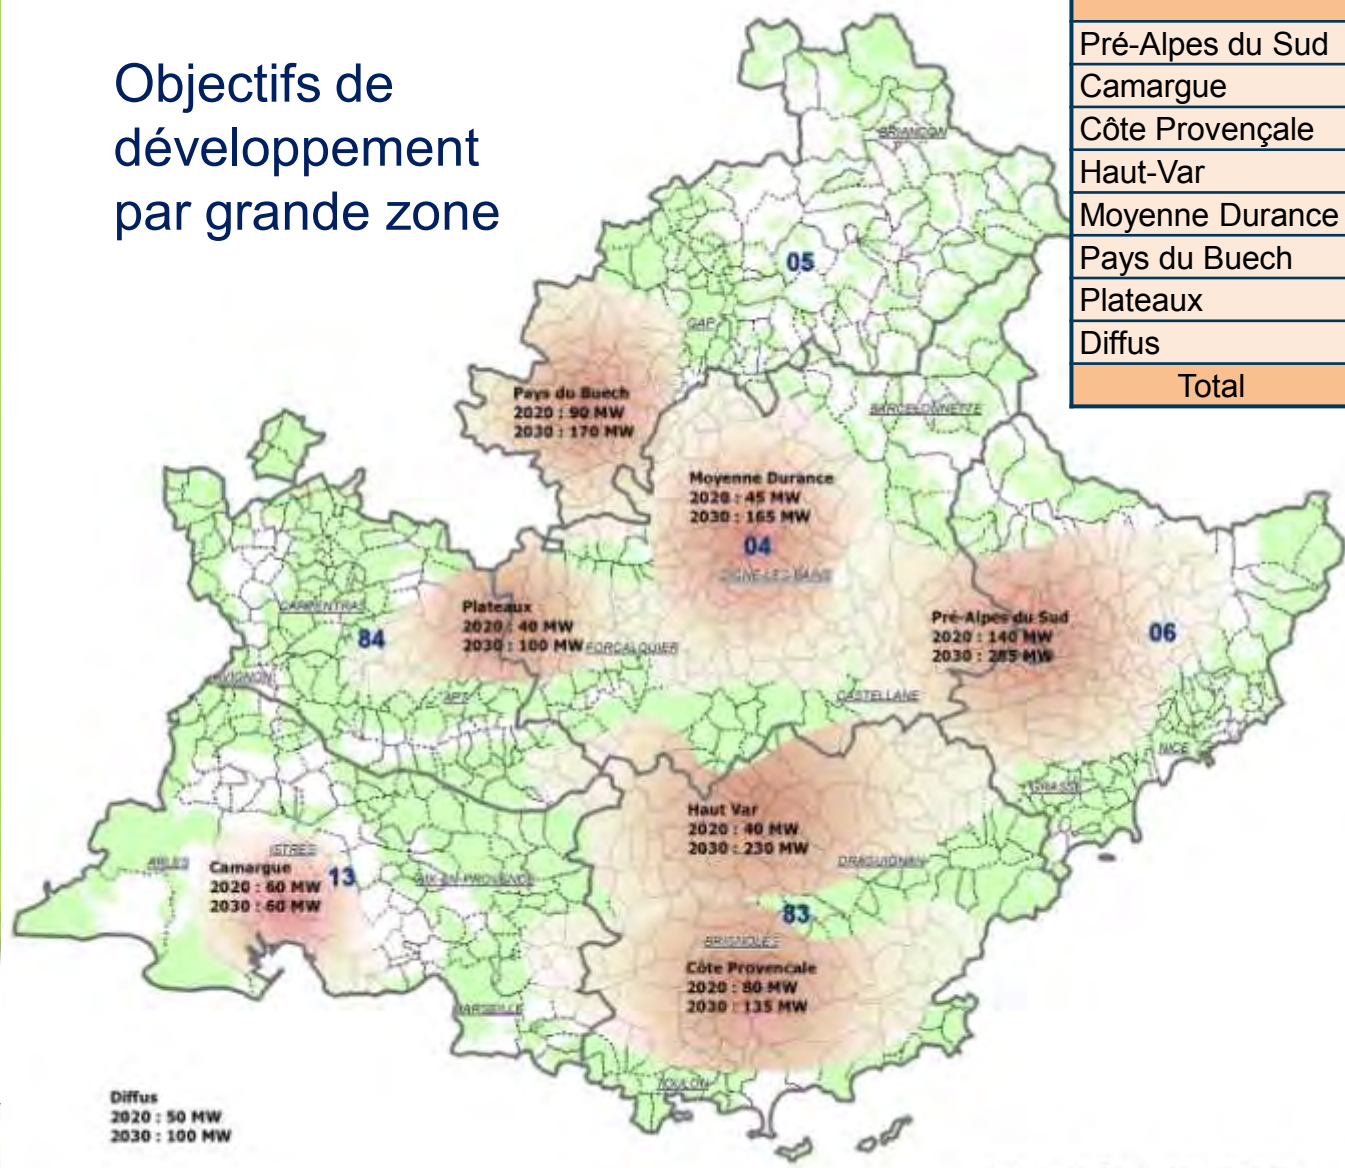 Objectifs de
développement
par grande zone
Pré-Alpes du Sud
Camargue
Côte Provençale
Haut-Var
Moyenne Durance
Pays du Buech
Plateaux
Diffus
Total
BRIANCON
05
GAP
Pays du Buech
2020 : 90 MW
2030 : 170 MW
BARCELONNETTE
Moyenne Durance
2020 : 45 MW
2030 : 165 MW
04
DIGNE-LES-BAINS
CARPENTRAS
84
Plateaux
2020 : 40 MW
2030 : 100 MW
FORCALQUIER
Pré-Alpes du Sud
2020 : 140 MW
2030 : 285 MW
06
AVIGNON
APT
CASTELLANE
NICE
GRASSE
Haut Var
2020 : 40 MW
2030 : 230 MW
DRAGUIGNAN
ARLES
ISTRES
Camargue
2020 : 60 MW
2030 : 60 MW
13
AIX-EN-PROVENCE
83
BRIGNOLES
Côte Provencale
2020 : 80 MW
2030 : 135 MW
MARSEILLE
TOULON
Diffus
2020 : 50 MW
2030 : 100 MW